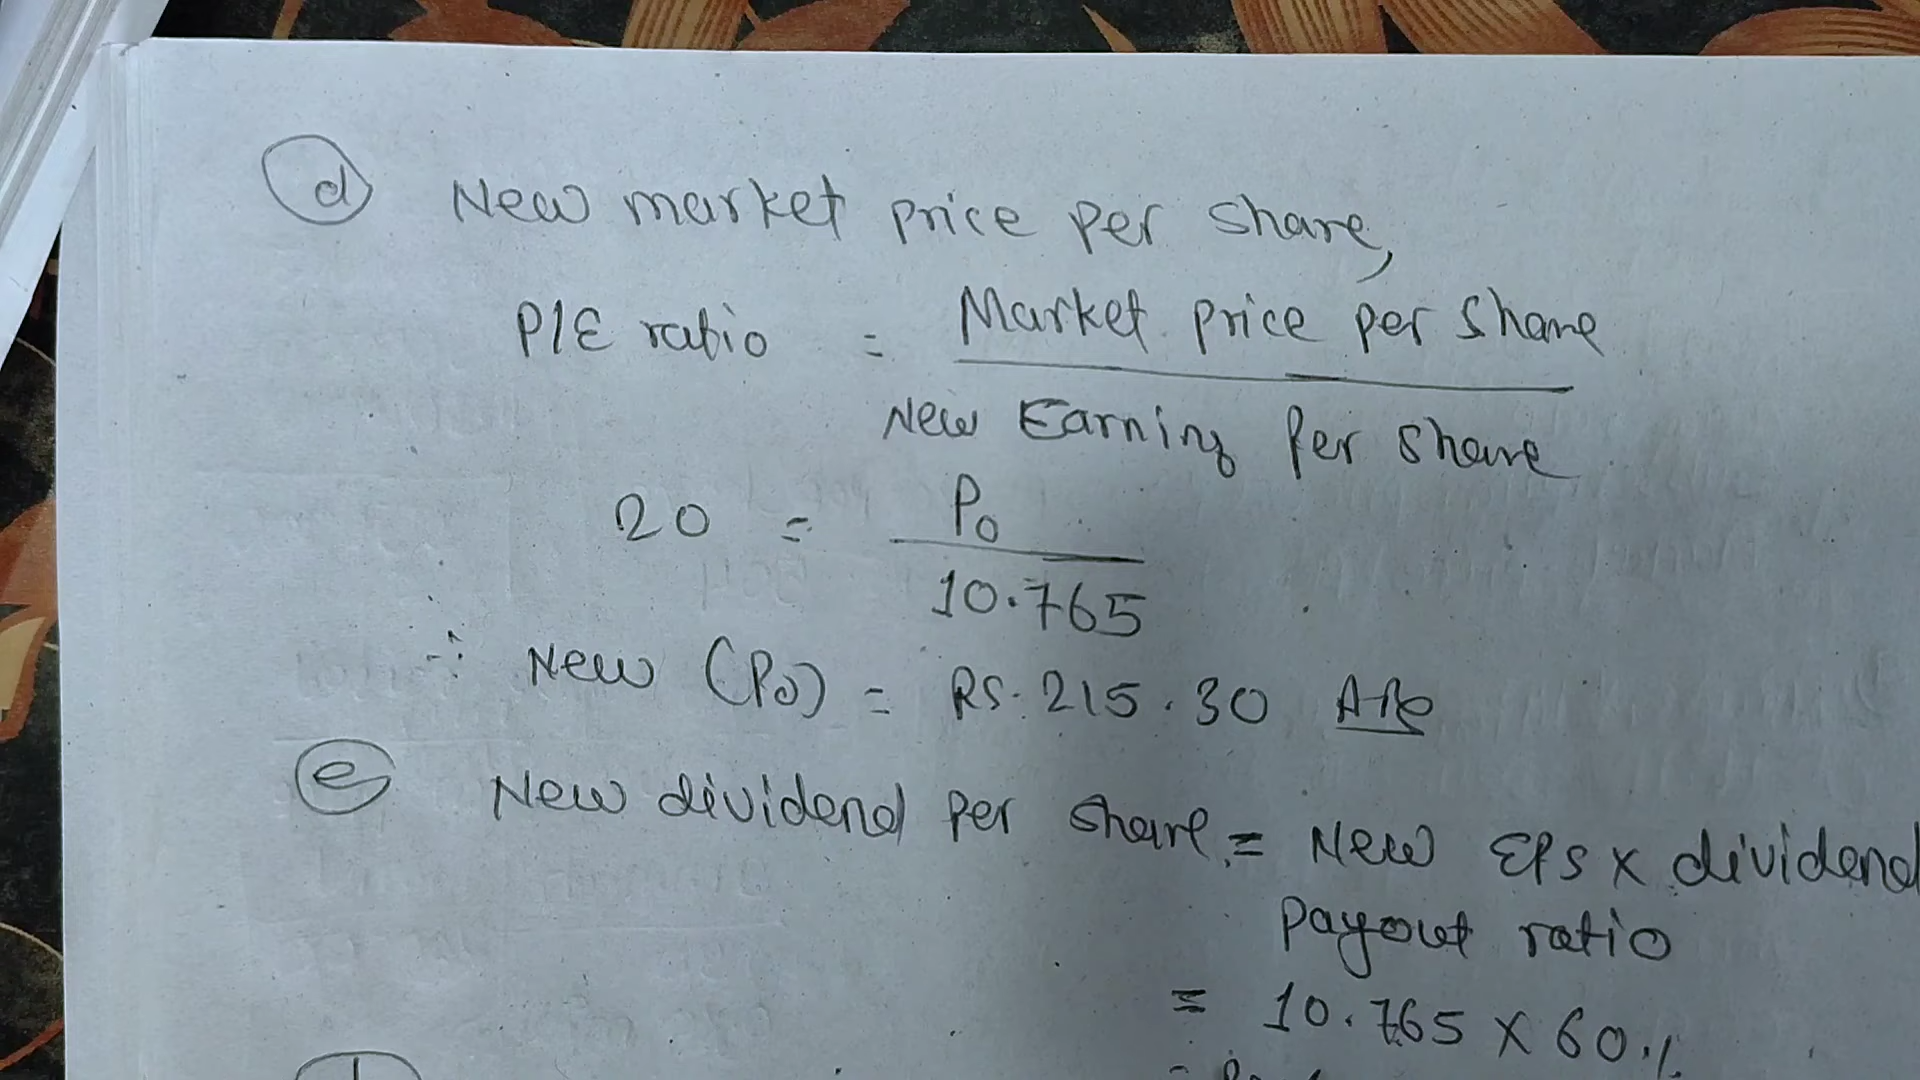 d New market price per share,
P/E ratio = Market price per share
New Earning Per share
20 = P0
10.765
∴ New (P0) = RS. 215.30 Ans
e New dividend per share = New EPS x dividend
Payout ratio
= 10.765 x 60%